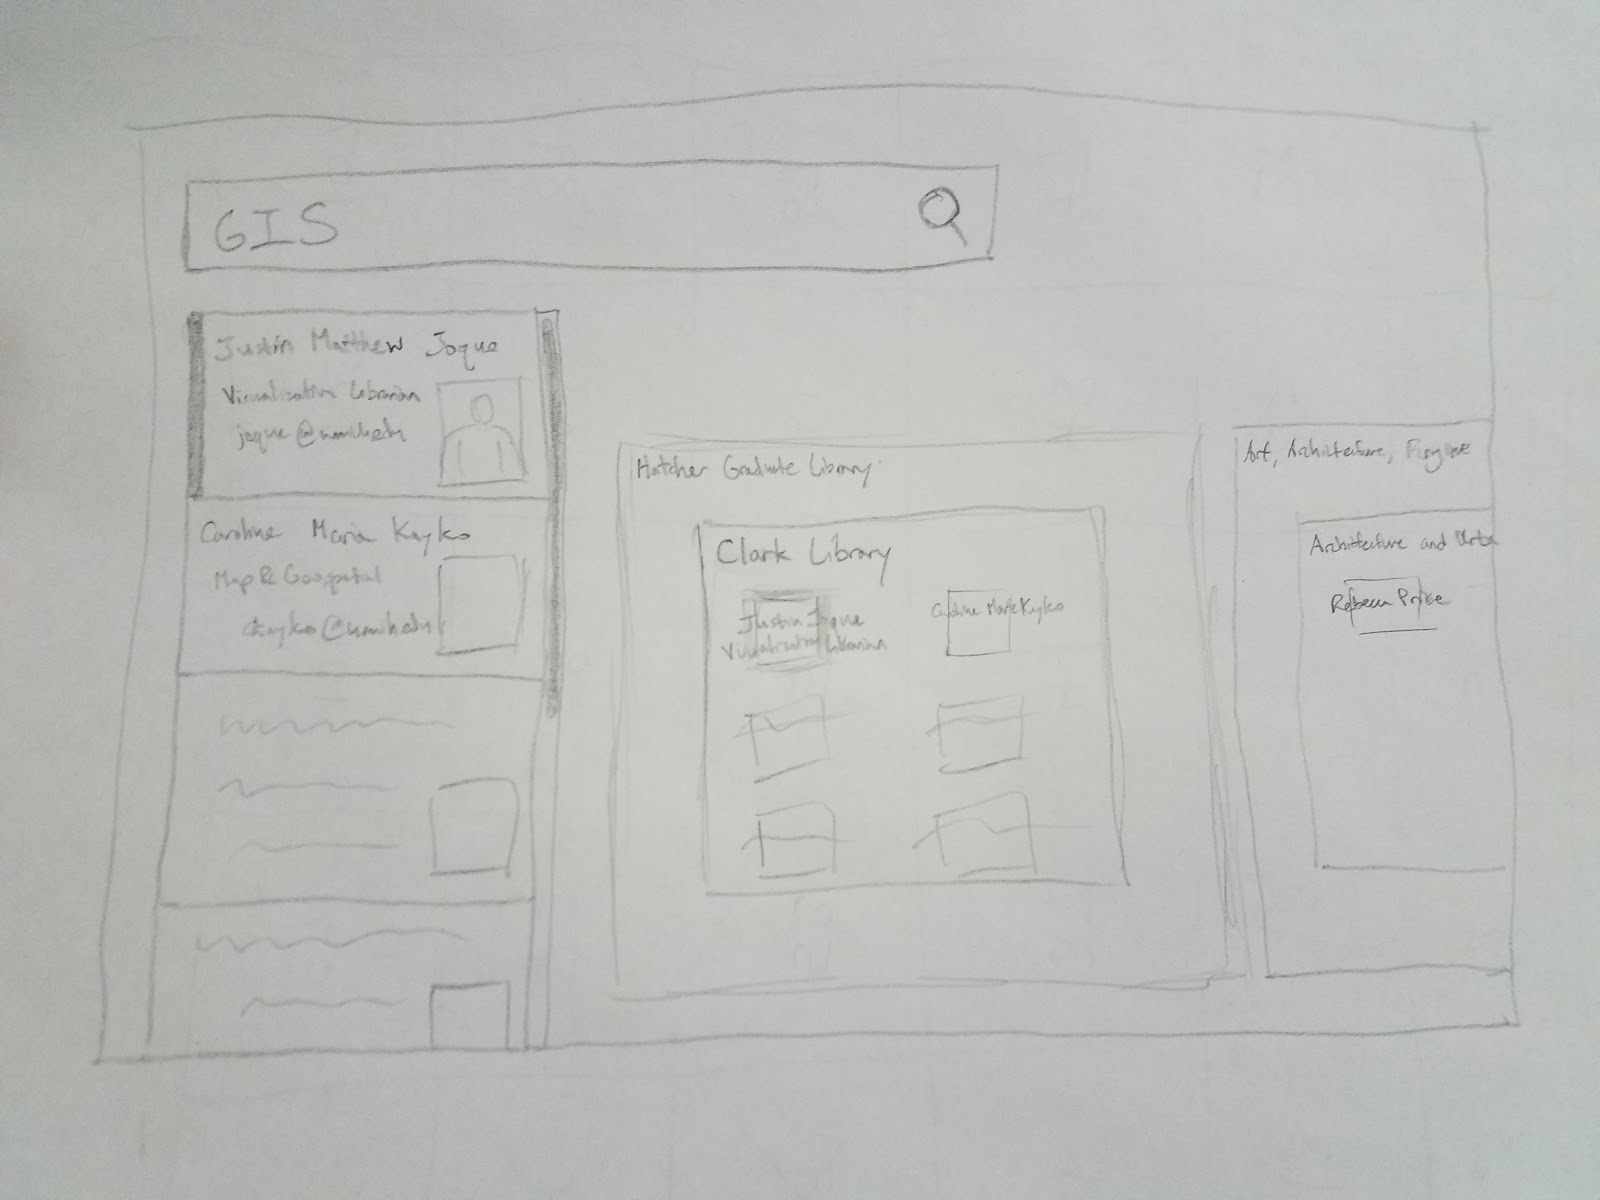 GIS
Justin Matthew Joque
Visualization Librarian
joque@umich.edu
Caroline Maria Kayko
Map & Geospatial
ckayko@umich.edu
Hatcher Graduate Library
Clark Library
Justin Joque
Visualization Librarian
Caroline Marie Kayko
Art, Architecture,
Architecture and Urba
Rebecca Price